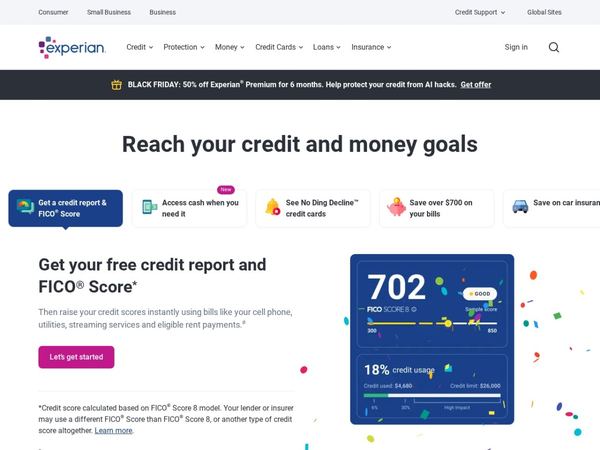 Consumer Small Business Business Credit Support Global Sites
experian. Credit Protection Money Credit Cards Loans Insurance Sign in
BLACK FRIDAY: 50% off Experian® Premium for 6 months. Help protect your credit from AI hacks. Get offer
Reach your credit and money goals
New
Get a credit report &
FICO® Score
Access cash when you
need it
See No Ding Decline™
credit cards
Save over $700 on
your bills
Save on car insuran
Get your free credit report and
FICO® Score*
Then raise your credit scores instantly using bills like your cell phone,
utilities, streaming services and eligible rent payments.ø
Let's get started
*Credit score calculated based on FICO® Score 8 model. Your lender or insurer
may use a different FICO® Score than FICO® Score 8, or another type of credit
score altogether. Learn more.
702
GOOD
FICO SCORE 8
Sample score
300 850
18% credit usage
Credit used: $4,680 Credit limit: $26,000
6% 30% High Impact